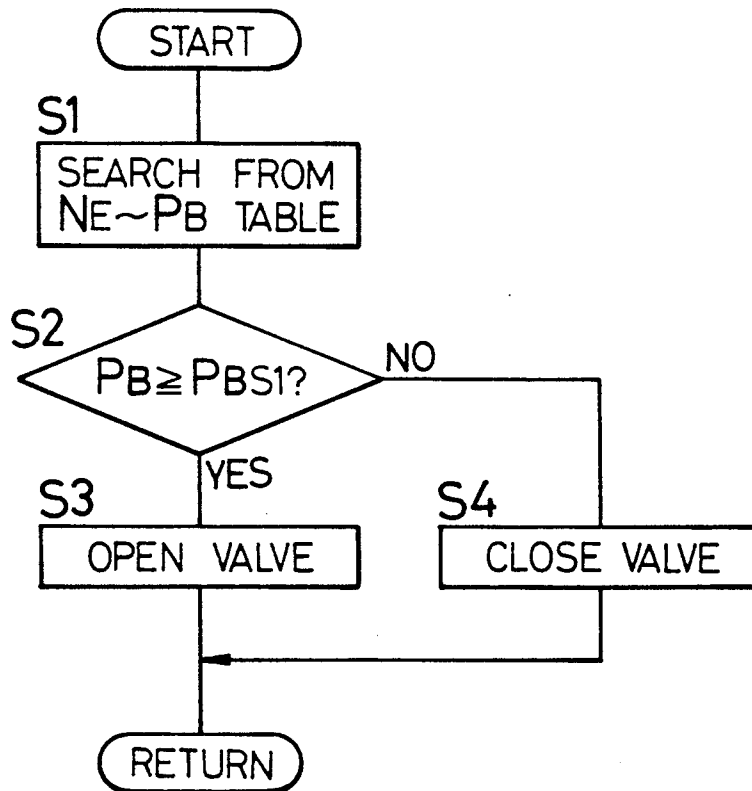 START
S1
SEARCH FROM
NE~PB TABLE
S2
PB≧PBS1?
NO
YES
S3
OPEN VALVE
S4
CLOSE VALVE
RETURN